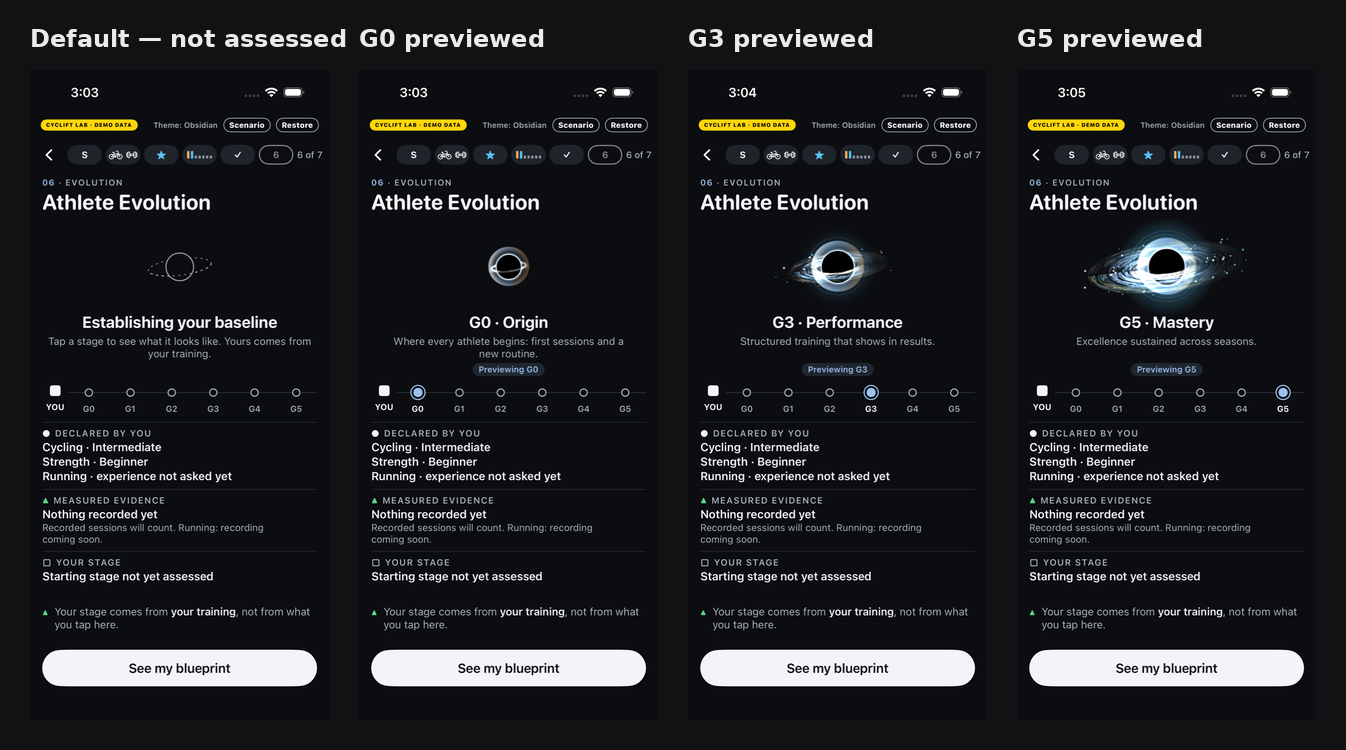 Default — not assessed
3:03
CYCLIFT LAB · DEMO DATA
Theme: Obsidian
Scenario
Restore
S
6
6 of 7
06 · EVOLUTION
Athlete Evolution
Establishing your baseline
Tap a stage to see what it looks like. Yours comes from
your training.
YOU
G0
G1
G2
G3
G4
G5
DECLARED BY YOU
Cycling · Intermediate
Strength · Beginner
Running · experience not asked yet
MEASURED EVIDENCE
Nothing recorded yet
Recorded sessions will count. Running: recording
coming soon.
YOUR STAGE
Starting stage not yet assessed
Your stage comes from your training, not from what
you tap here.
See my blueprint
G0 previewed
3:03
CYCLIFT LAB · DEMO DATA
Theme: Obsidian
Scenario
Restore
S
6
6 of 7
06 · EVOLUTION
Athlete Evolution
G0 · Origin
Where every athlete begins: first sessions and a
new routine.
Previewing G0
YOU
G0
G1
G2
G3
G4
G5
DECLARED BY YOU
Cycling · Intermediate
Strength · Beginner
Running · experience not asked yet
MEASURED EVIDENCE
Nothing recorded yet
Recorded sessions will count. Running: recording
coming soon.
YOUR STAGE
Starting stage not yet assessed
Your stage comes from your training, not from what
you tap here.
See my blueprint
G3 previewed
3:04
CYCLIFT LAB · DEMO DATA
Theme: Obsidian
Scenario
Restore
S
6
6 of 7
06 · EVOLUTION
Athlete Evolution
G3 · Performance
Structured training that shows in results.
Previewing G3
YOU
G0
G1
G2
G3
G4
G5
DECLARED BY YOU
Cycling · Intermediate
Strength · Beginner
Running · experience not asked yet
MEASURED EVIDENCE
Nothing recorded yet
Recorded sessions will count. Running: recording
coming soon.
YOUR STAGE
Starting stage not yet assessed
Your stage comes from your training, not from what
you tap here.
See my blueprint
G5 previewed
3:05
CYCLIFT LAB · DEMO DATA
Theme: Obsidian
Scenario
Restore
S
6
6 of 7
06 · EVOLUTION
Athlete Evolution
G5 · Mastery
Excellence sustained across seasons.
Previewing G5
YOU
G0
G1
G2
G3
G4
G5
DECLARED BY YOU
Cycling · Intermediate
Strength · Beginner
Running · experience not asked yet
MEASURED EVIDENCE
Nothing recorded yet
Recorded sessions will count. Running: recording
coming soon.
YOUR STAGE
Starting stage not yet assessed
Your stage comes from your training, not from what
you tap here.
See my blueprint